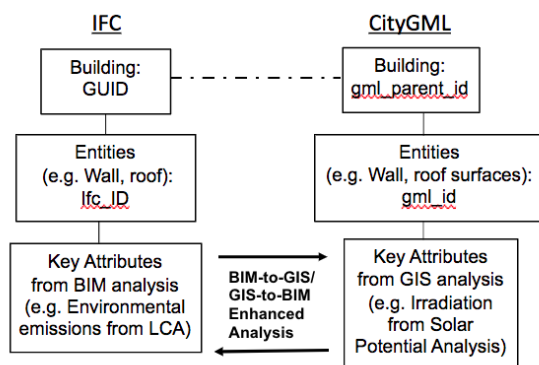 IFC
Building:
GUID
Entities
(e.g. Wall, roof):
Ifc_ID
Key Attributes
from BIM analysis
(e.g. Environmental
emissions from LCA)
BIM-to-GIS/
GIS-to-BIM
Enhanced
Analysis
CityGML
Building:
gml_parent_id
Entities
(e.g. Wall, roof surfaces):
gml_id
Key Attributes
from GIS analysis
(e.g. Irradiation
from Solar
Potential Analysis)